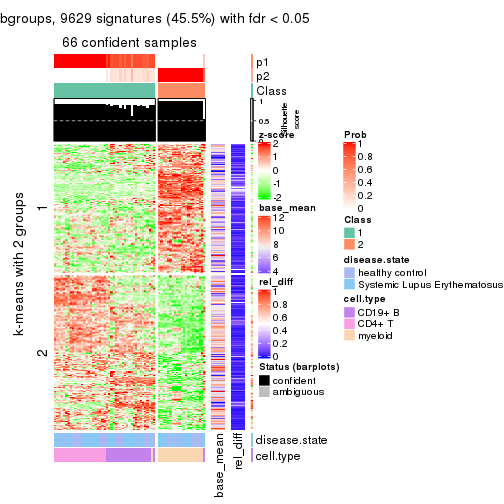 bgroups, 9629 signatures (45.5%) with fdr < 0.05
66 confident samples
p1
p2
Class
1
0.5
Silhouette
score
k-means with 2 groups
1
2
z-score
2
1
0
-1
-2
base_mean
12
10
8
6
4
rel_diff
1
0.8
0.6
0.4
0.2
0
Status (barplots)
confident
ambiguous
Prob
1
0.8
0.6
0.4
0.2
0
Class
1
2
disease.state
healthy control
Systemic Lupus Erythematosus
cell.type
CD19+ B
CD4+ T
myeloid
disease.state
cell.type
base_mean
rel_diff